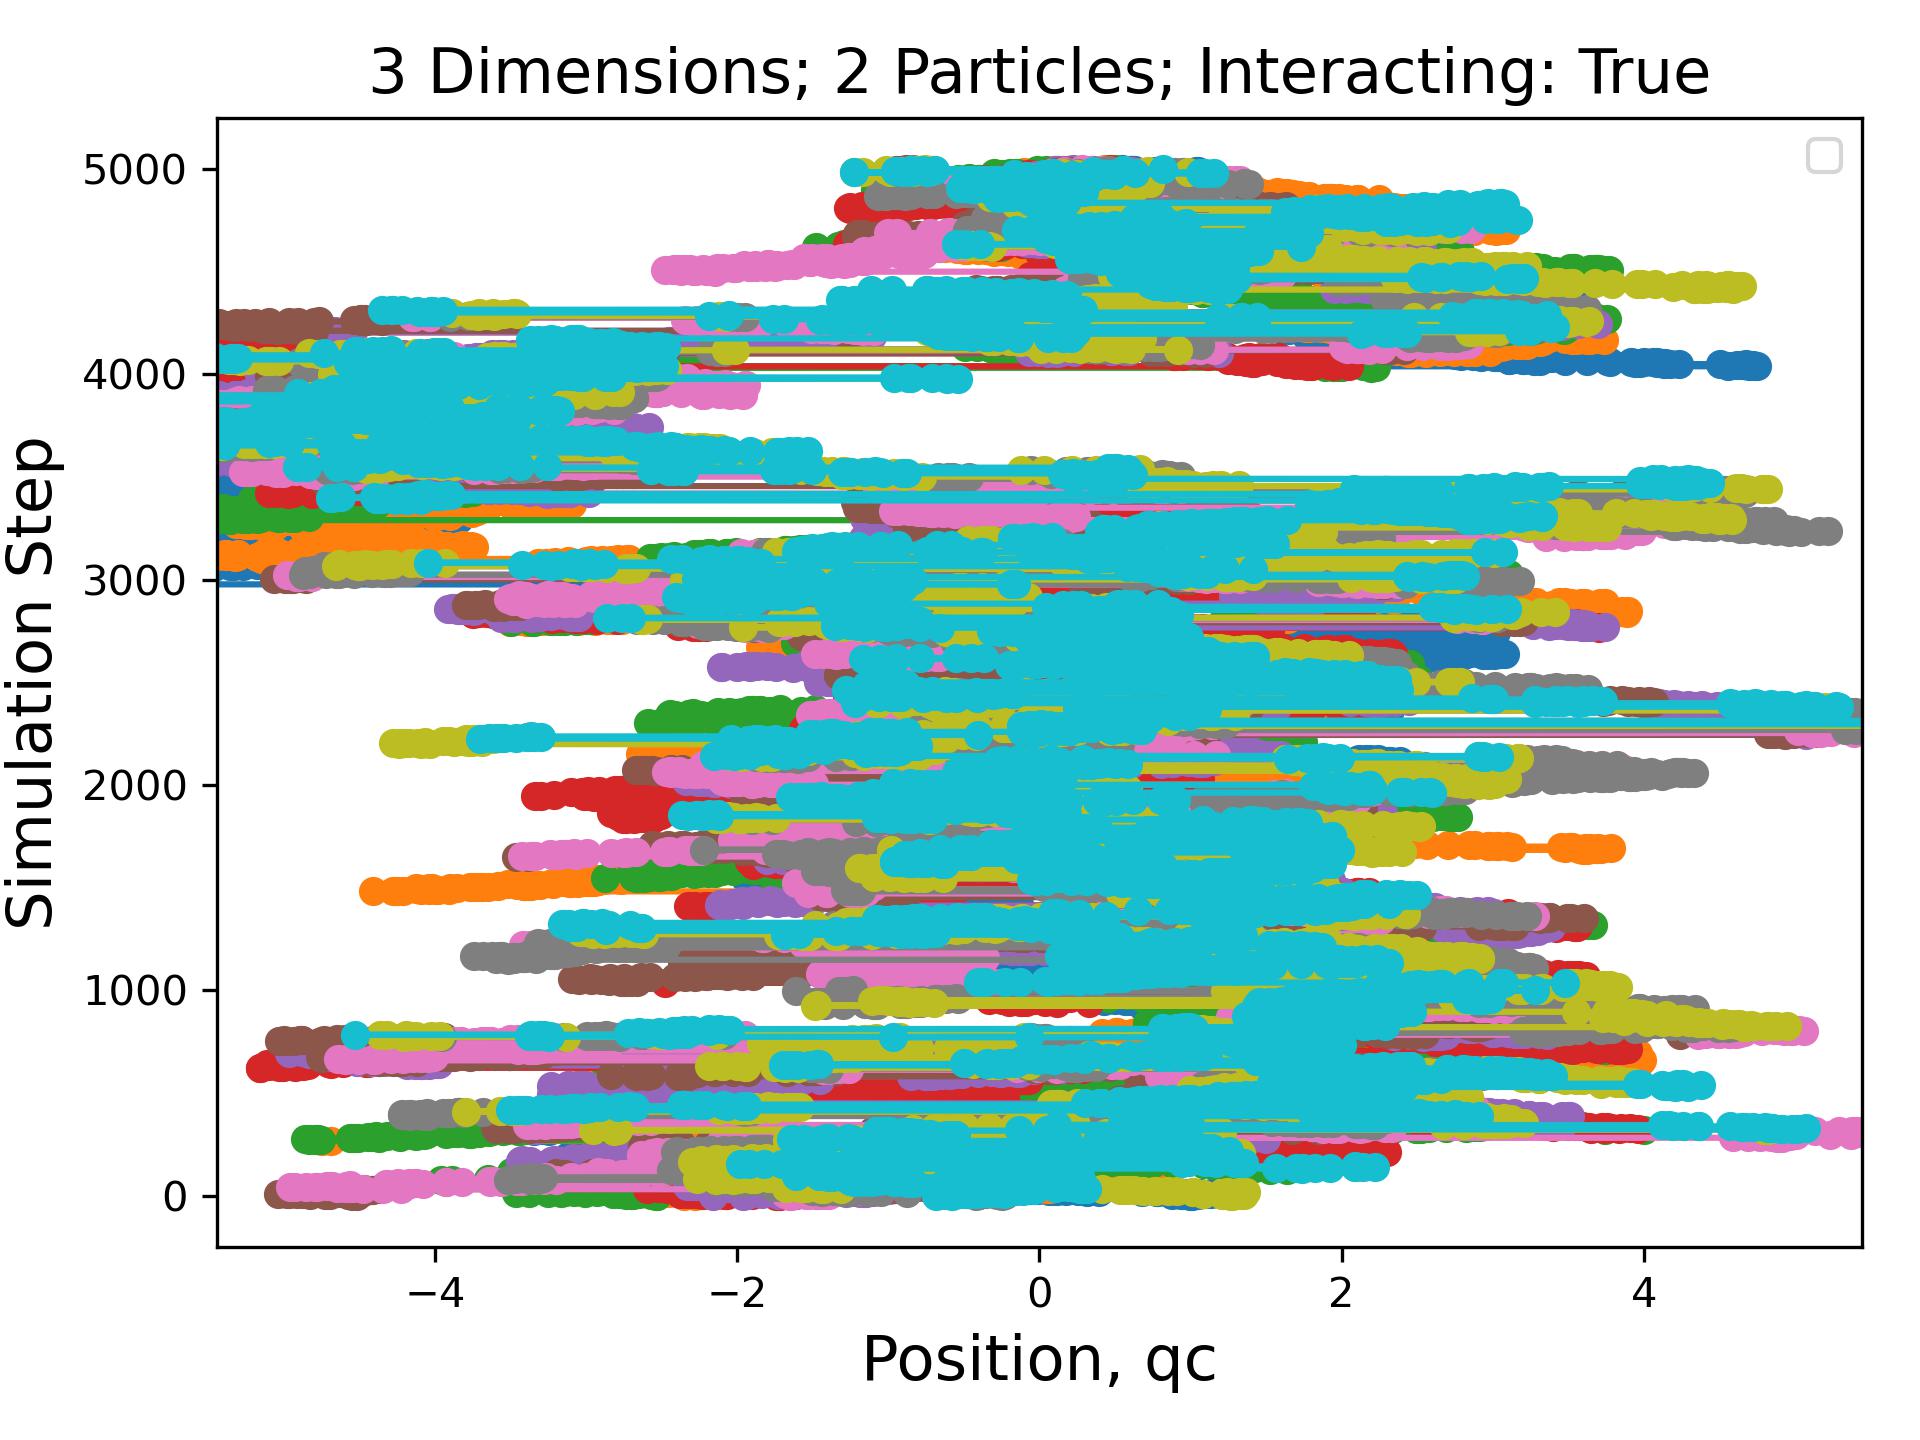 3 Dimensions; 2 Particles; Interacting: True
5000
4000
3000
2000
1000
0
Simulation Step
−4 −2 0 2 4
Position, qc